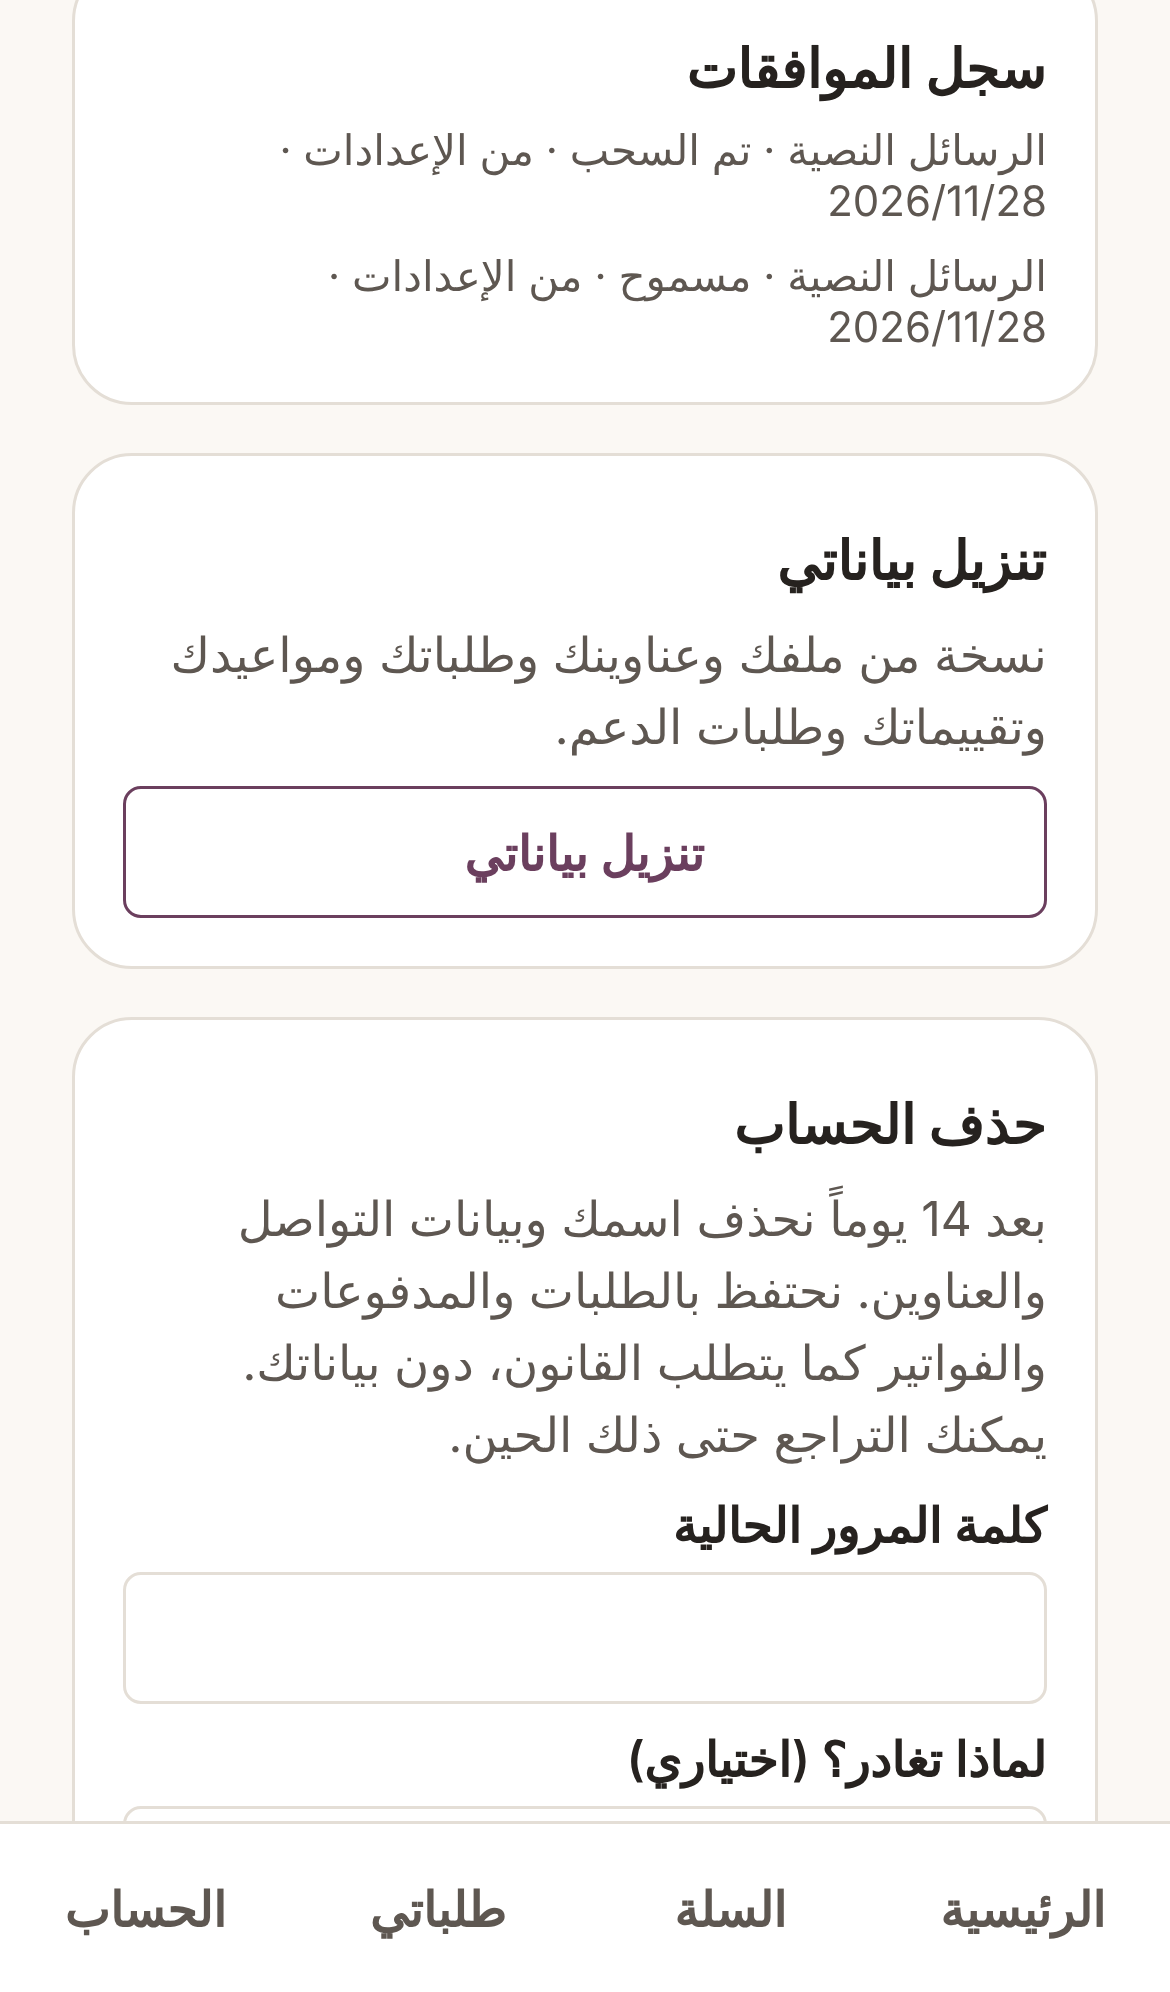 سجل الموافقات
الرسائل النصية · تم السحب · من الإعدادات ·
2026/11/28
الرسائل النصية · مسموح · من الإعدادات ·
2026/11/28
تنزيل بياناتي
نسخة من ملفك وعناوينك وطلباتك ومواعيدك
وتقييماتك وطلبات الدعم.
تنزيل بياناتي
حذف الحساب
بعد 14 يوماً نحذف اسمك وبيانات التواصل
والعناوين. نحتفظ بالطلبات والمدفوعات
والفواتير كما يتطلب القانون، دون بياناتك.
يمكنك التراجع حتى ذلك الحين.
كلمة المرور الحالية
لماذا تغادر؟ (اختياري)
الرئيسية
السلة
طلباتي
الحساب